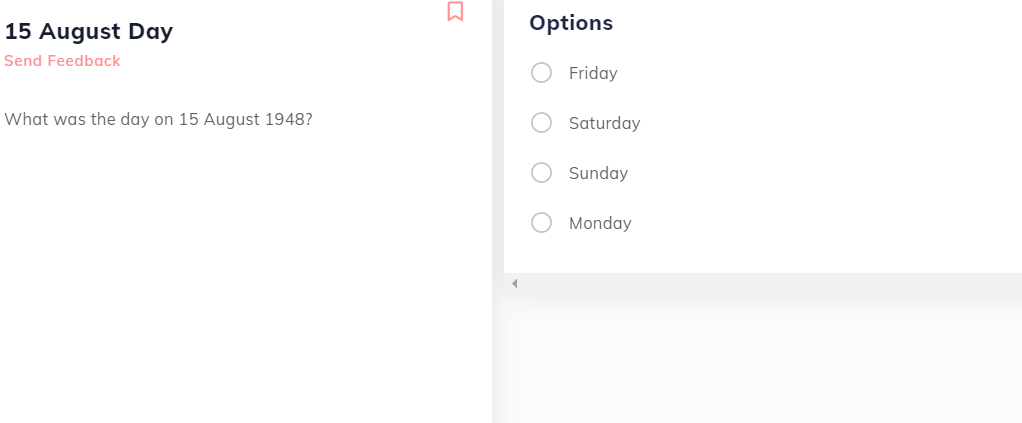 15 August Day
Send Feedback
What was the day on 15 August 1948?
Options
Friday
Saturday
Sunday
Monday